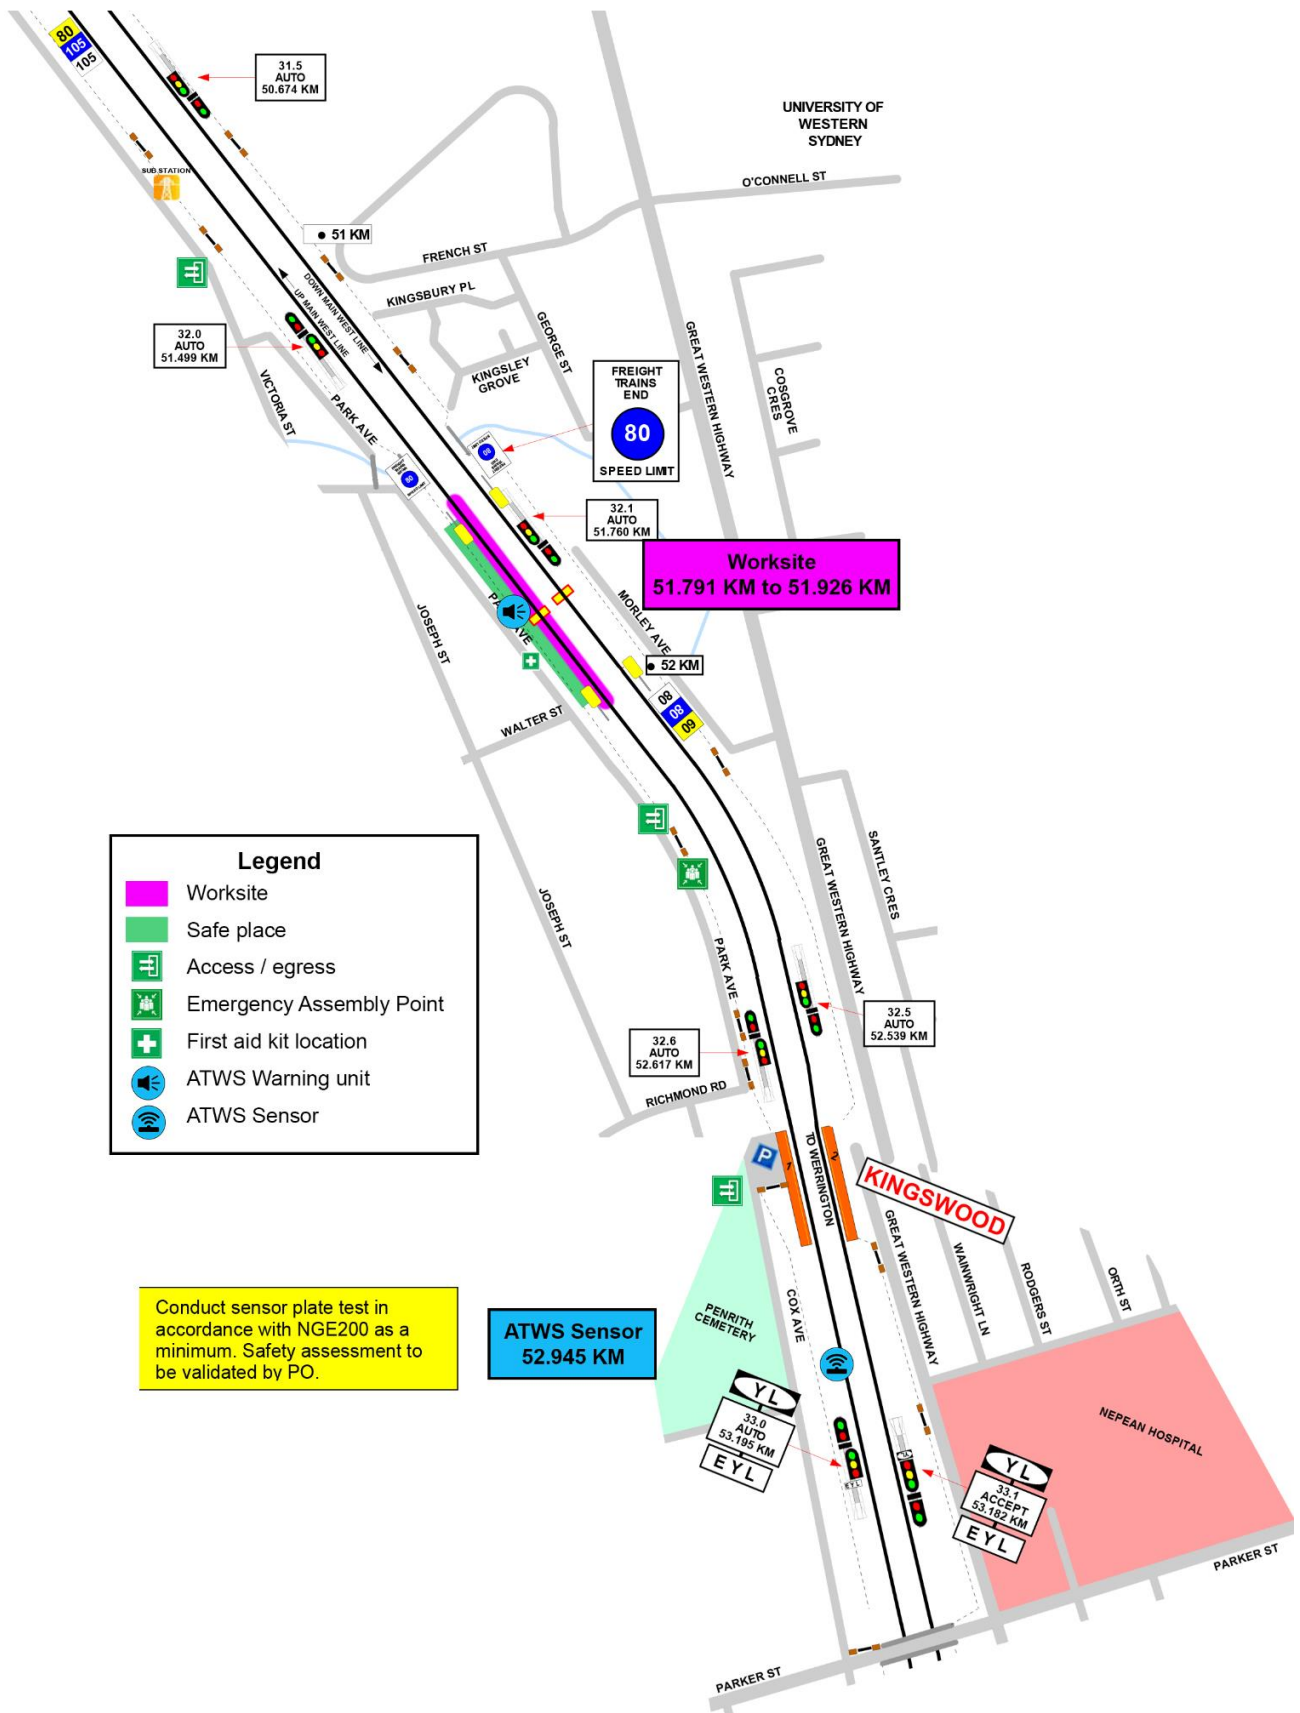 80
105
105
31.5
AUTO
50.674 KM
UNIVERSITY OF
WESTERN
SYDNEY
SUB STATION
O'CONNELL ST
51 KM
FRENCH ST
DOWN MAIN WEST LINE
UP MAIN WEST LINE
KINGSBURY PL
32.0
AUTO
51.499 KM
GEORGE ST
GREAT WESTERN HIGHWAY
KINGSLEY
GROVE
FREIGHT
TRAINS
END
80
SPEED LIMIT
COSGROVE
CRES
VICTORIA ST
PARK AVE
80
80
32.1
AUTO
51.760 KM
Worksite
51.791 KM to 51.926 KM
JOSEPH ST
PARK AVE
MORLEY AVE
52 KM
80
80
90
WALTER ST
Legend
Worksite
Safe place
Access / egress
Emergency Assembly Point
First aid kit location
ATWS Warning unit
ATWS Sensor
JOSEPH ST
SANTLEY CRES
GREAT WESTERN HIGHWAY
PARK AVE
32.5
AUTO
52.539 KM
32.6
AUTO
52.617 KM
RICHMOND RD
P
1
TO WERRINGTON
2
KINGSWOOD
GREAT WESTERN HIGHWAY
WAINWRIGHT LN
RODGERS ST
ORTH ST
Conduct sensor plate test in
accordance with NGE200 as a
minimum. Safety assessment to
be validated by PO.
ATWS Sensor
52.945 KM
PENRITH
CEMETERY
COX AVE
YL
33.0
AUTO
53.195 KM
EYL
EYL
NEPEAN HOSPITAL
YL
33.1
ACCEPT
53.182 KM
EYL
PARKER ST
PARKER ST